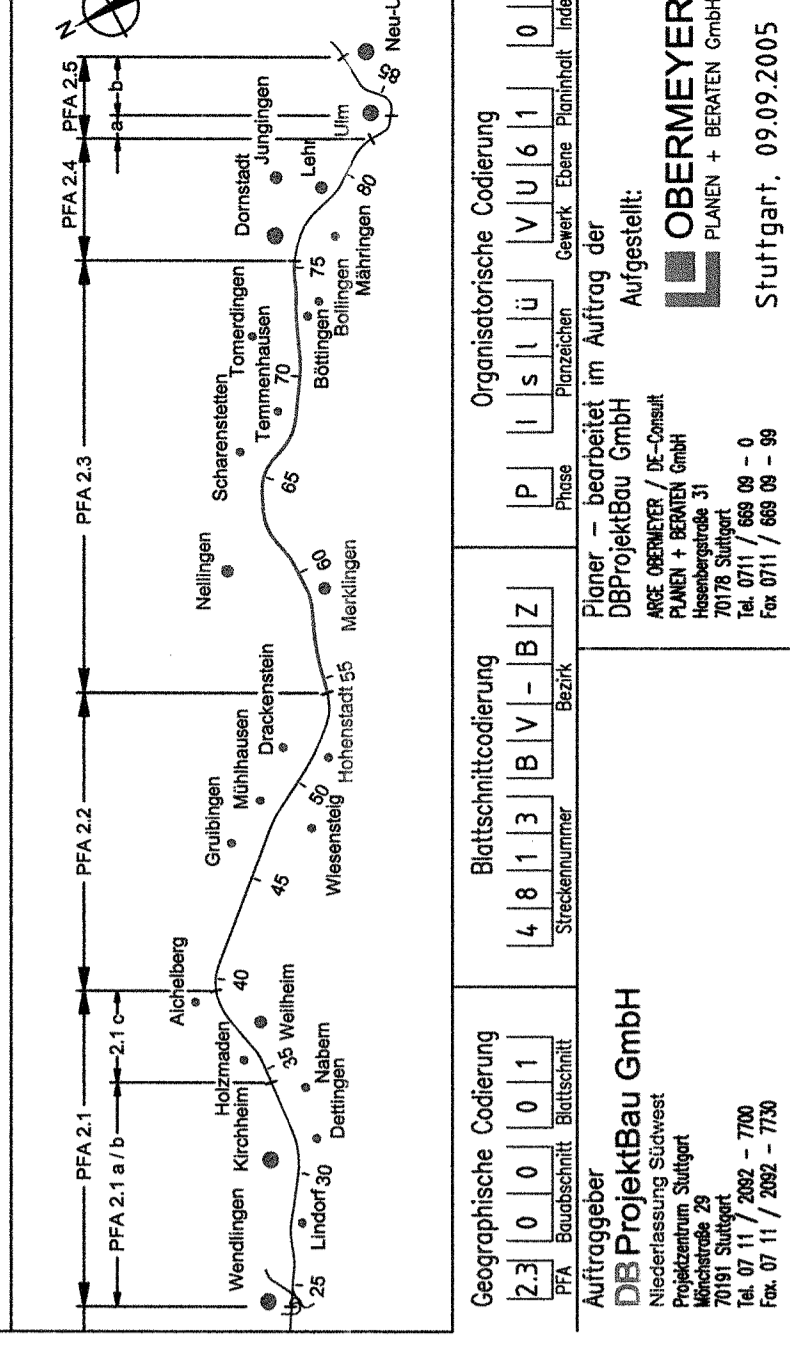 N
PFA 2.1
PFA 2.2
PFA 2.3
PFA 2.4
PFA 2.5
PFA 2.1 a / b
2.1 c
a
b
Wendlingen
Kirchheim
Holzmaden
Aichelberg
Weilheim
Lindorf
Dettingen
Nabern
Gruibingen
Mühlhausen
Drackenstein
Wiesensteig
Hohenstadt
Nellingen
Merklingen
Scharenstetten
Temmenhausen
Tomerdingen
Böttingen
Bollingen
Mähringen
Dornstadt
Jungingen
Lehr
Ulm
25
30
35
40
45
50
55
60
65
70
75
80
85
Geographische Codierung
2.3 0 0 0 1
PFA Bauabschnitt Blattschnitt
Blattschnittcodierung
4 8 1 3 B V - B Z
Streckennummer Bezirk
Organisatorische Codierung
P I s l ü V U 6 1 0
Phase Planzeichen Gewerk Ebene Planinhalt
Auftraggeber
DB ProjektBau GmbH
Niederlassung Südwest
Projektzentrum Stuttgart
Mönchstraße 29
70191 Stuttgart
Tel. 07 11 / 2092 - 7700
Fax. 07 11 / 2092 - 7730
Planer – bearbeitet im Auftrag der
DBProjektBau GmbH
ARGE OBERMEYER / DE-Consult
PLANEN + BERATEN GmbH
Hasenbergstraße 31
70178 Stuttgart
Tel. 0711 / 669 09 - 0
Fax 0711 / 669 09 - 99
Aufgestellt:
OBERMEYER
PLANEN + BERATEN GmbH
Stuttgart, 09.09.2005